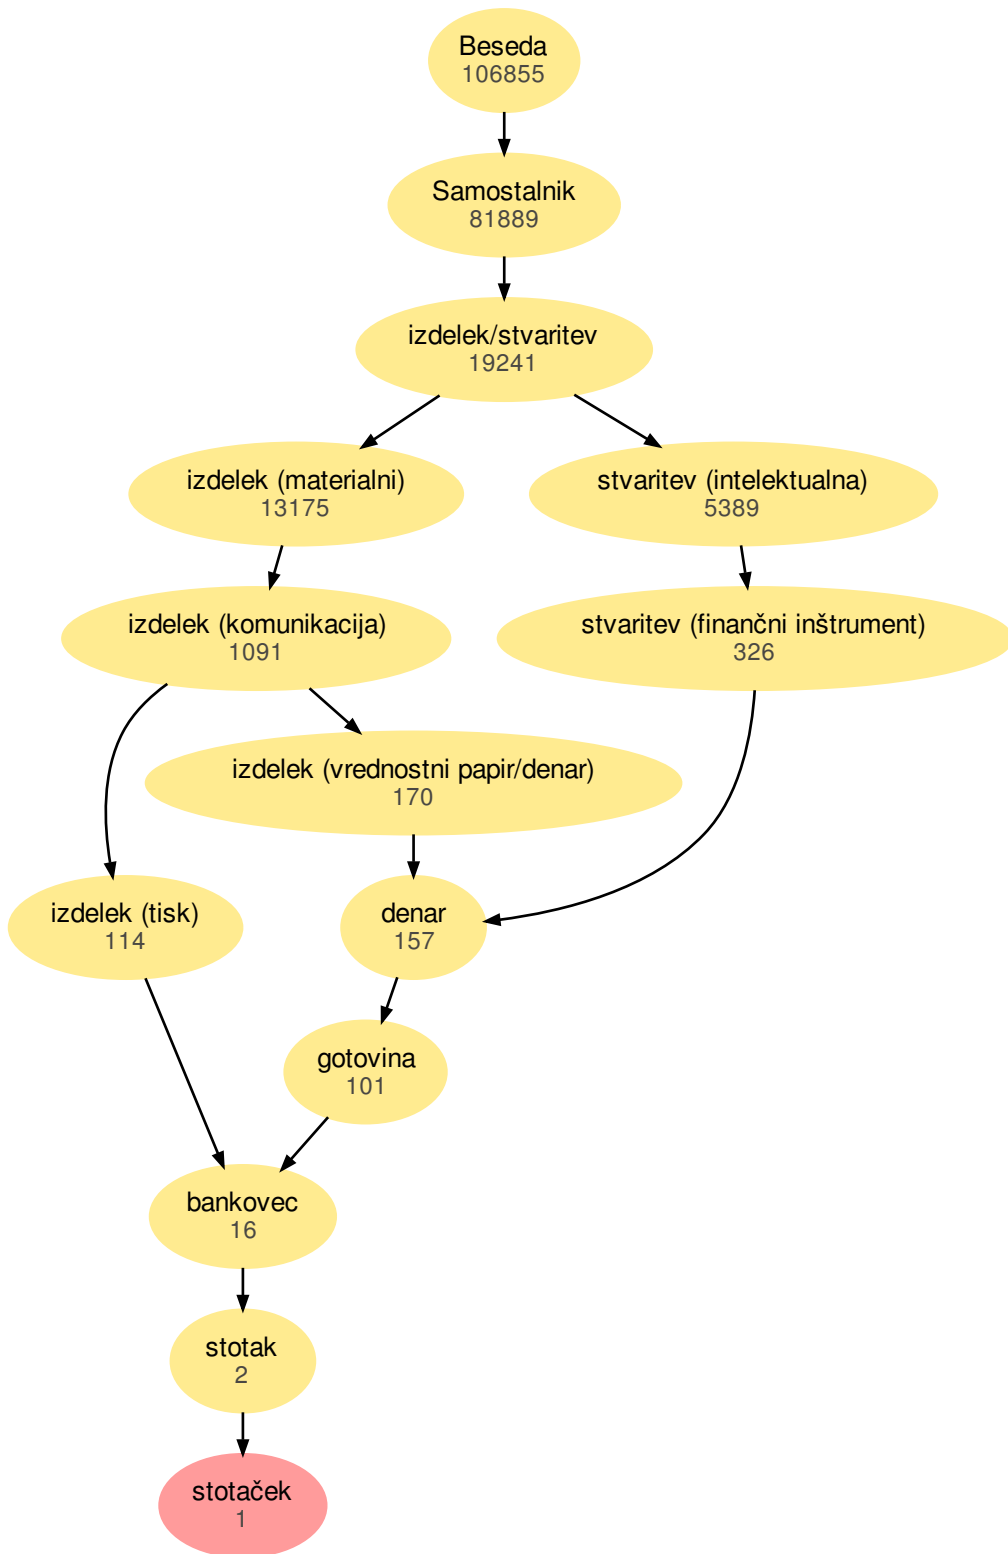 Beseda
106855
Samostalnik
81889
izdelek/stvaritev
19241
izdelek (materialni)
13175
stvaritev (intelektualna)
5389
izdelek (komunikacija)
1091
stvaritev (finančni inštrument)
326
izdelek (vrednostni papir/denar)
170
izdelek (tisk)
114
denar
157
gotovina
101
bankovec
16
stotak
2
stotaček
1